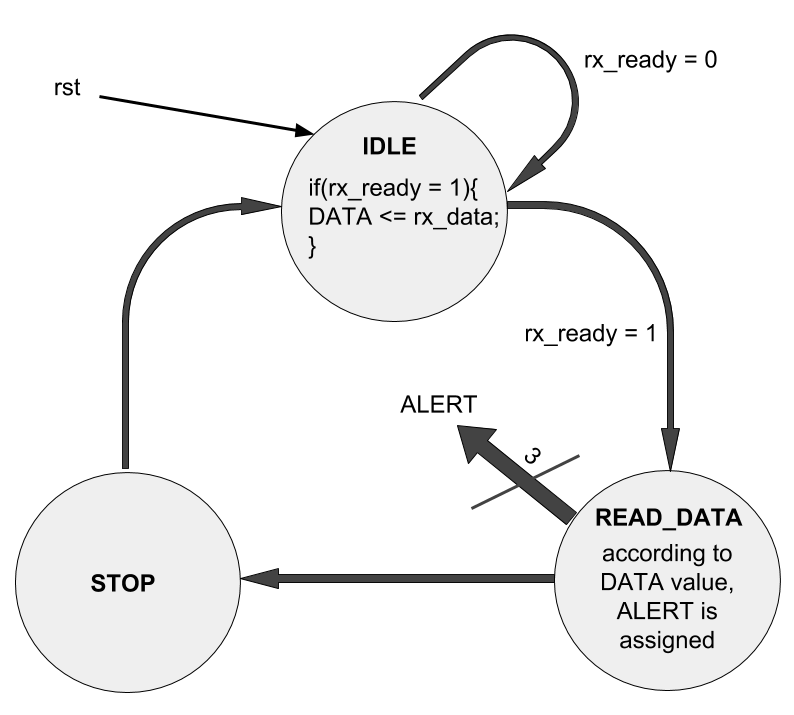 rx_ready = 0
rst
IDLE
if(rx_ready = 1){
DATA <= rx_data;
}
rx_ready = 1
ALERT
3
READ_DATA
according to
DATA value,
ALERT is
assigned
STOP